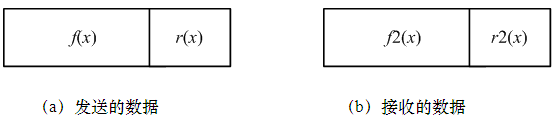 f(x) r(x) f2(x) r2(x)
（a）发送的数据 （b）接收的数据